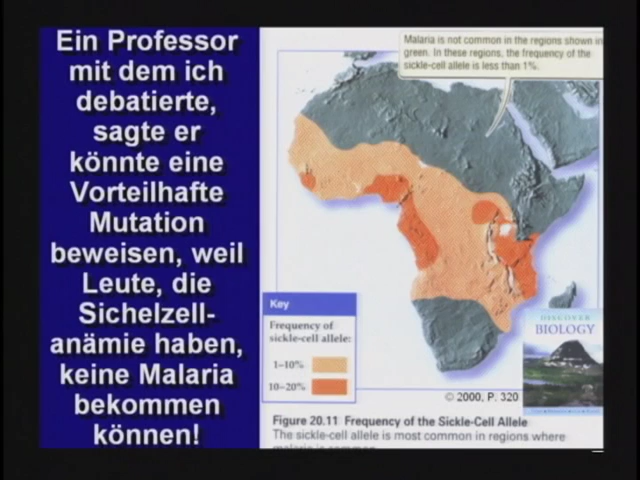 Ein Professor
mit dem ich
debatierte,
sagte er
könnte eine
Vorteilhafte
Mutation
beweisen, weil
Leute, die
Sichelzell-
anämie haben,
keine Malaria
bekommen
können!
Malaria is not common in the regions shown in
green. In these regions, the frequency of the
sickle-cell allele is less than 1%.
Key
Frequency of
sickle-cell allele:
1–10%
10–20%
DISCOVER
BIOLOGY
© 2000, P. 320
Figure 20.11 Frequency of the Sickle-Cell Allele
The sickle-cell allele is most common in regions where
malaria is common